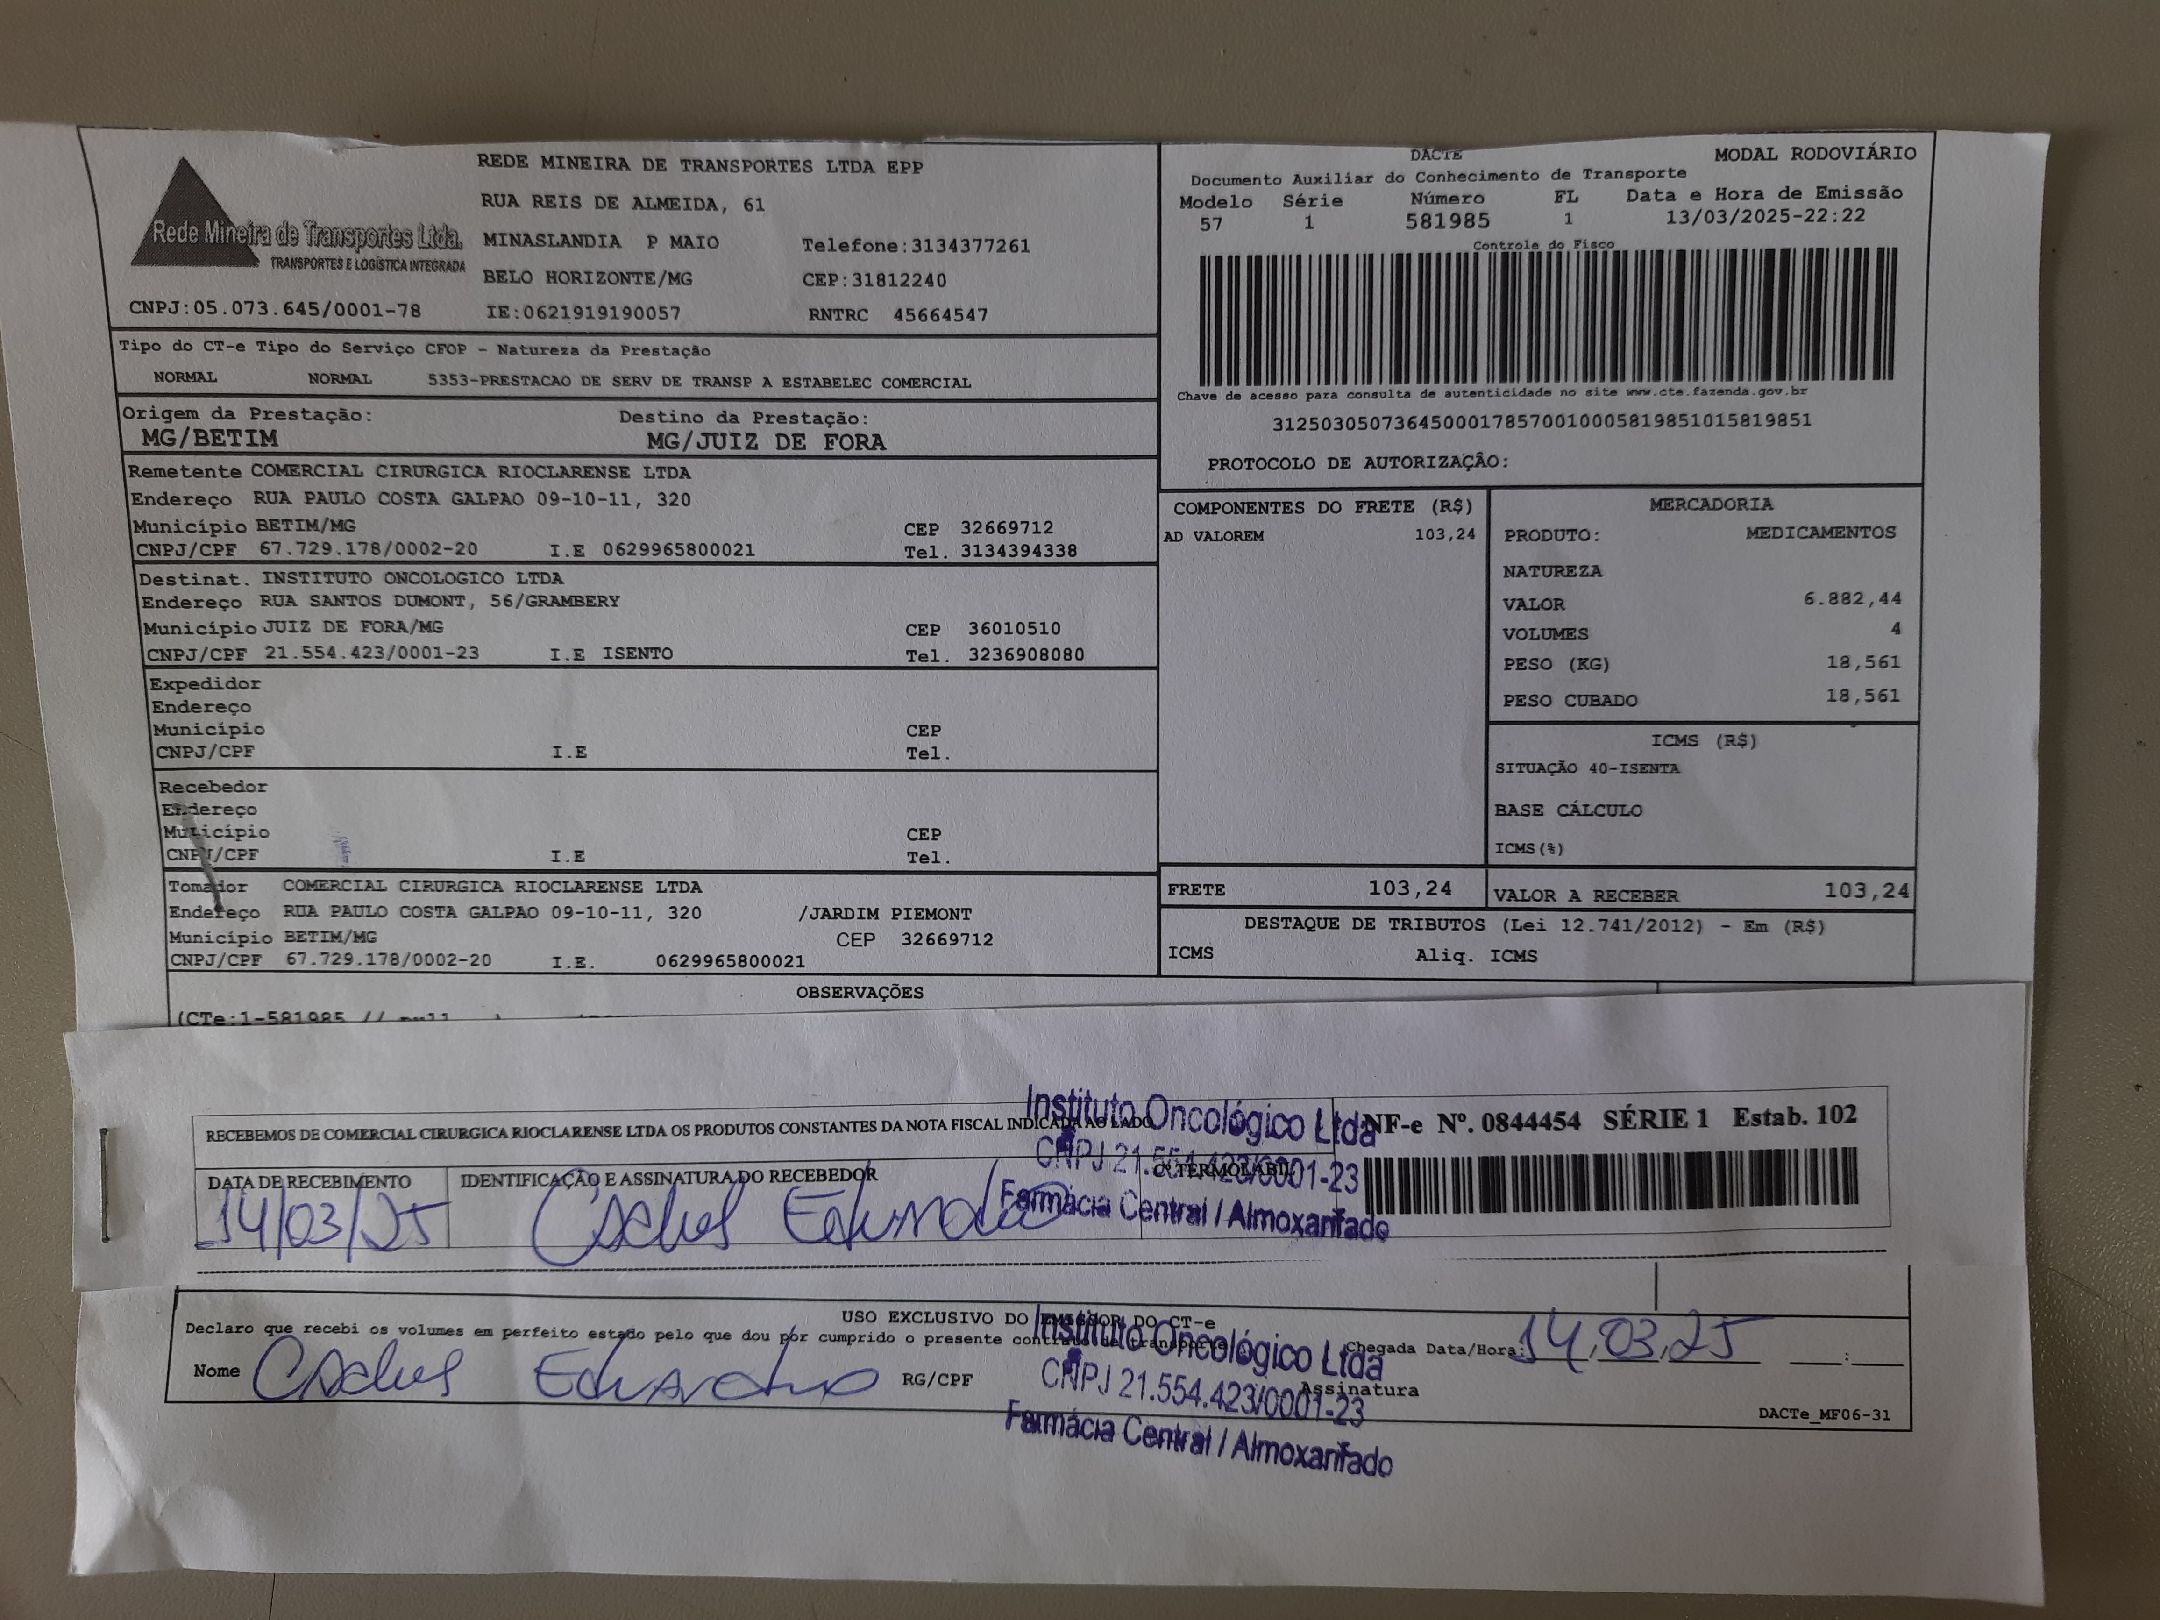 Rede Mineira de Transportes Ltda.
TRANSPORTES E LOGÍSTICA INTEGRADA
CNPJ:05.073.645/0001-78
REDE MINEIRA DE TRANSPORTES LTDA EPP
RUA REIS DE ALMEIDA, 61
MINASLANDIA P MAIO Telefone:3134377261
BELO HORIZONTE/MG CEP:31812240
IE:0621919190057 RNTRC 45664547
DACTE MODAL RODOVIÁRIO
Documento Auxiliar do Conhecimento de Transporte
Modelo Série Número FL Data e Hora de Emissão
57 1 581985 1 13/03/2025-22:22
Controle do Fisco
Chave de acesso para consulta de autenticidade no site www.cte.fazenda.gov.br
31250305073645000178570010005819851015819851
PROTOCOLO DE AUTORIZAÇÃO:
Tipo do CT-e Tipo do Serviço CFOP - Natureza da Prestação
NORMAL NORMAL 5353-PRESTACAO DE SERV DE TRANSP A ESTABELEC COMERCIAL
Origem da Prestação: Destino da Prestação:
MG/BETIM MG/JUIZ DE FORA
Remetente COMERCIAL CIRURGICA RIOCLARENSE LTDA
Endereço RUA PAULO COSTA GALPAO 09-10-11, 320
Município BETIM/MG CEP 32669712
CNPJ/CPF 67.729.178/0002-20 I.E 0629965800021 Tel. 3134394338
Destinat. INSTITUTO ONCOLOGICO LTDA
Endereço RUA SANTOS DUMONT, 56/GRAMBERY
Município JUIZ DE FORA/MG CEP 36010510
CNPJ/CPF 21.554.423/0001-23 I.E ISENTO Tel. 3236908080
Expedidor
Endereço
Município CEP
CNPJ/CPF I.E Tel.
Recebedor
Endereço
Município CEP
CNPJ/CPF I.E Tel.
Tomador COMERCIAL CIRURGICA RIOCLARENSE LTDA
Endereço RUA PAULO COSTA GALPAO 09-10-11, 320 /JARDIM PIEMONT
Município BETIM/MG CEP 32669712
CNPJ/CPF 67.729.178/0002-20 I.E. 0629965800021
COMPONENTES DO FRETE (R$)
AD VALOREM 103,24
MERCADORIA
PRODUTO: MEDICAMENTOS
NATUREZA
VALOR 6.882,44
VOLUMES 4
PESO (KG) 18,561
PESO CUBADO 18,561
ICMS (R$)
SITUAÇÃO 40-ISENTA
BASE CÁLCULO
ICMS(%)
FRETE 103,24 VALOR A RECEBER 103,24
DESTAQUE DE TRIBUTOS (Lei 12.741/2012) - Em (R$)
ICMS Aliq. ICMS
OBSERVAÇÕES
(CTe:1-581985 //
RECEBEMOS DE COMERCIAL CIRURGICA RIOCLARENSE LTDA OS PRODUTOS CONSTANTES DA NOTA FISCAL INDICADA AO LADO
NF-e Nº. 0844454 SÉRIE 1 Estab. 102
DATA DE RECEBIMENTO IDENTIFICAÇÃO E ASSINATURA DO RECEBEDOR Cº TERMOLABIL
14/03/25 Eduardo
Instituto Oncológico Ltda
CNPJ 21.554.423/0001-23
Farmácia Central / Almoxarifado
USO EXCLUSIVO DO EMISSOR DO CT-e
Declaro que recebi os volumes em perfeito estado pelo que dou por cumprido o presente contrato de transporte
Chegada Data/Hora: 14.03.25 :
Nome Eduardo RG/CPF Assinatura
Instituto Oncológico Ltda
CNPJ 21.554.423/0001-23
Farmácia Central / Almoxarifado
DACTe_MF06-31